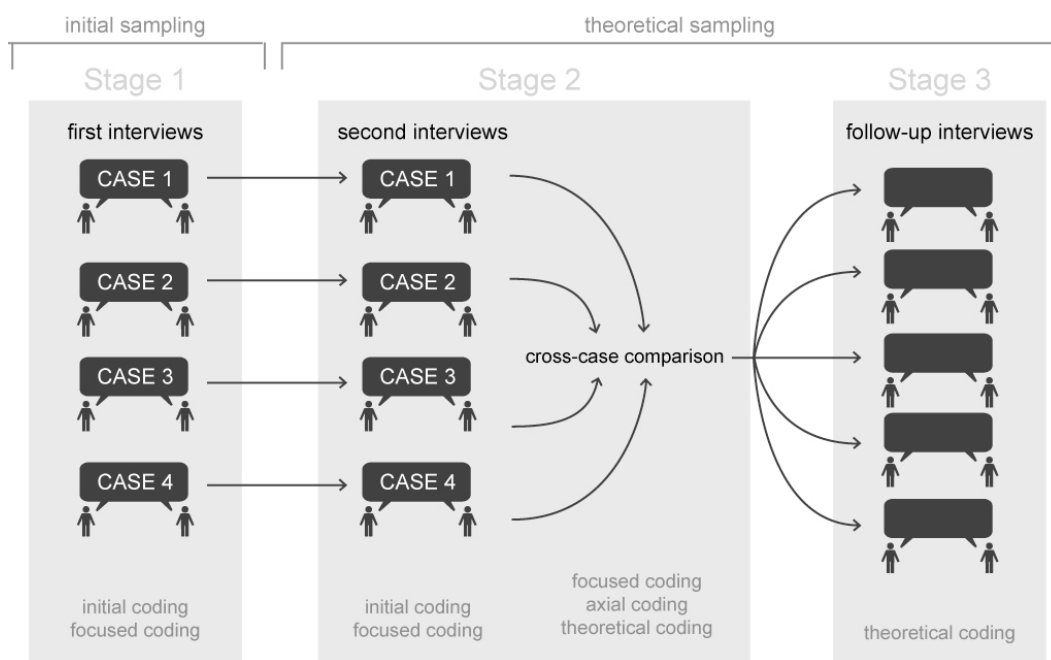 initial sampling
theoretical sampling
Stage 1
Stage 2
Stage 3
first interviews
second interviews
follow-up interviews
CASE 1
CASE 1
CASE 2
CASE 2
cross-case comparison
CASE 3
CASE 3
CASE 4
CASE 4
initial coding
focused coding
initial coding
focused coding
focused coding
axial coding
theoretical coding
theoretical coding